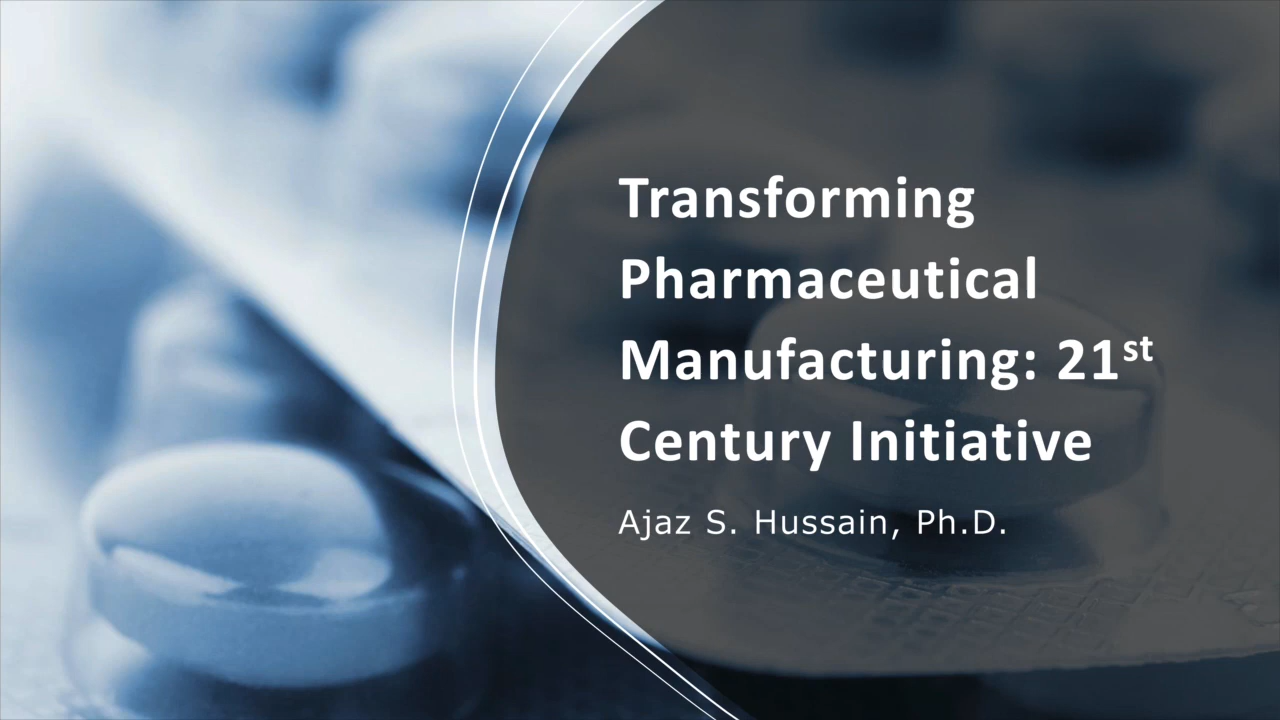 Transforming
Pharmaceutical
Manufacturing: 21st
Century Initiative
Ajaz S. Hussain, Ph.D.